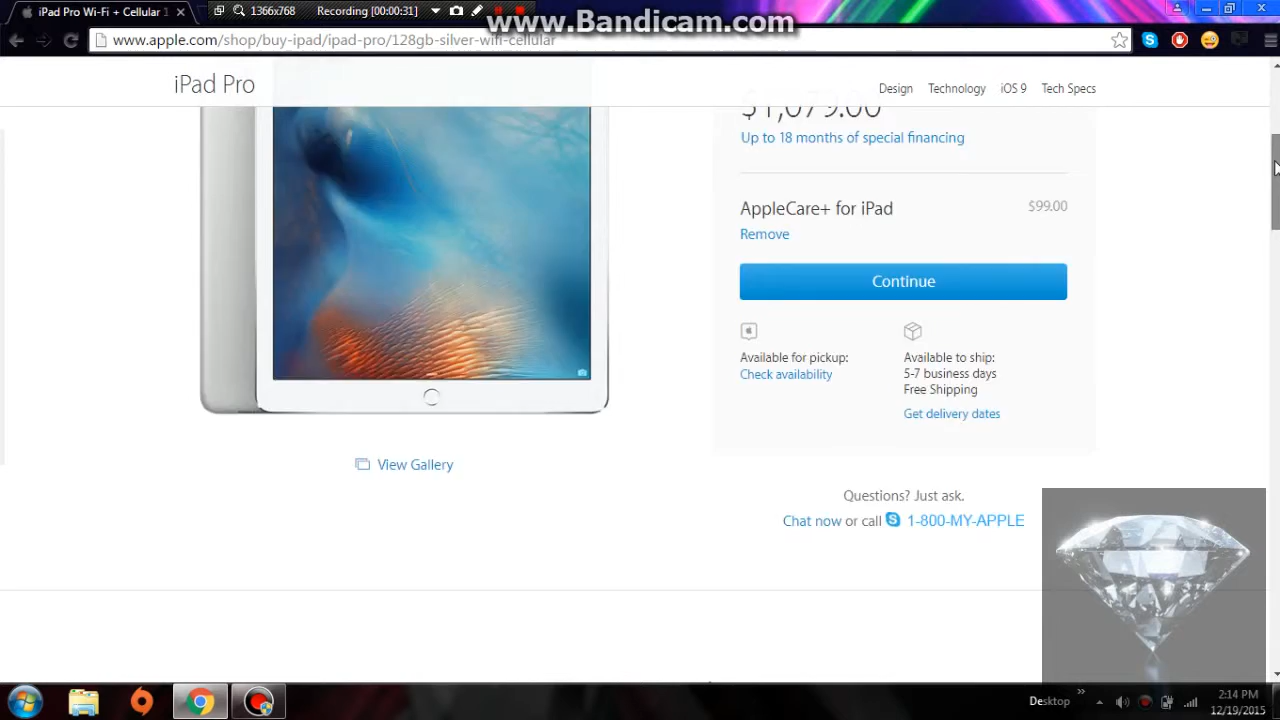 iPad Pro Wi-Fi + Cellular 1
1366x768
Recording [00:00:31]
www.Bandicam.com
www.apple.com/shop/buy-ipad/ipad-pro/128gb-silver-wifi-cellular
iPad Pro
Design
Technology
iOS 9
Tech Specs
$1,079.00
Up to 18 months of special financing
AppleCare+ for iPad
$99.00
Remove
Continue
Available for pickup:
Check availability
Available to ship:
5-7 business days
Free Shipping
Get delivery dates
View Gallery
Questions? Just ask.
Chat now or call 1-800-MY-APPLE
Desktop
2:14 PM
12/19/2015